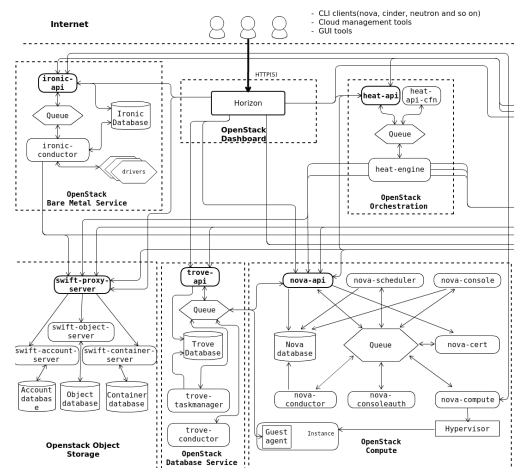 Internet
- CLI clients(nova, cinder, neutron and so on)
- Cloud management tools
- GUI tools
HTTP(S)
ironic-
api
Queue
Ironic
Database
ironic-
conductor
drivers
OpenStack
Bare Metal Service
Horizon
OpenStack
Dashboard
heat-api
heat-
api-cfn
Queue
heat-engine
OpenStack
Orchestration
swift-proxy-
server
swift-object-
server
swift-account-
server
swift-container-
server
Account
databas
e
Object
database
Container
database
Openstack Object
Storage
trove-
api
Queue
Trove
Database
trove-
taskmanager
trove-
conductor
OpenStack
Database Service
nova-api
nova-scheduler
nova-console
Nova
database
Queue
nova-cert
nova-
conductor
nova-
consoleauth
nova-compute
Hypervisor
Guest
agent
Instance
OpenStack
Compute